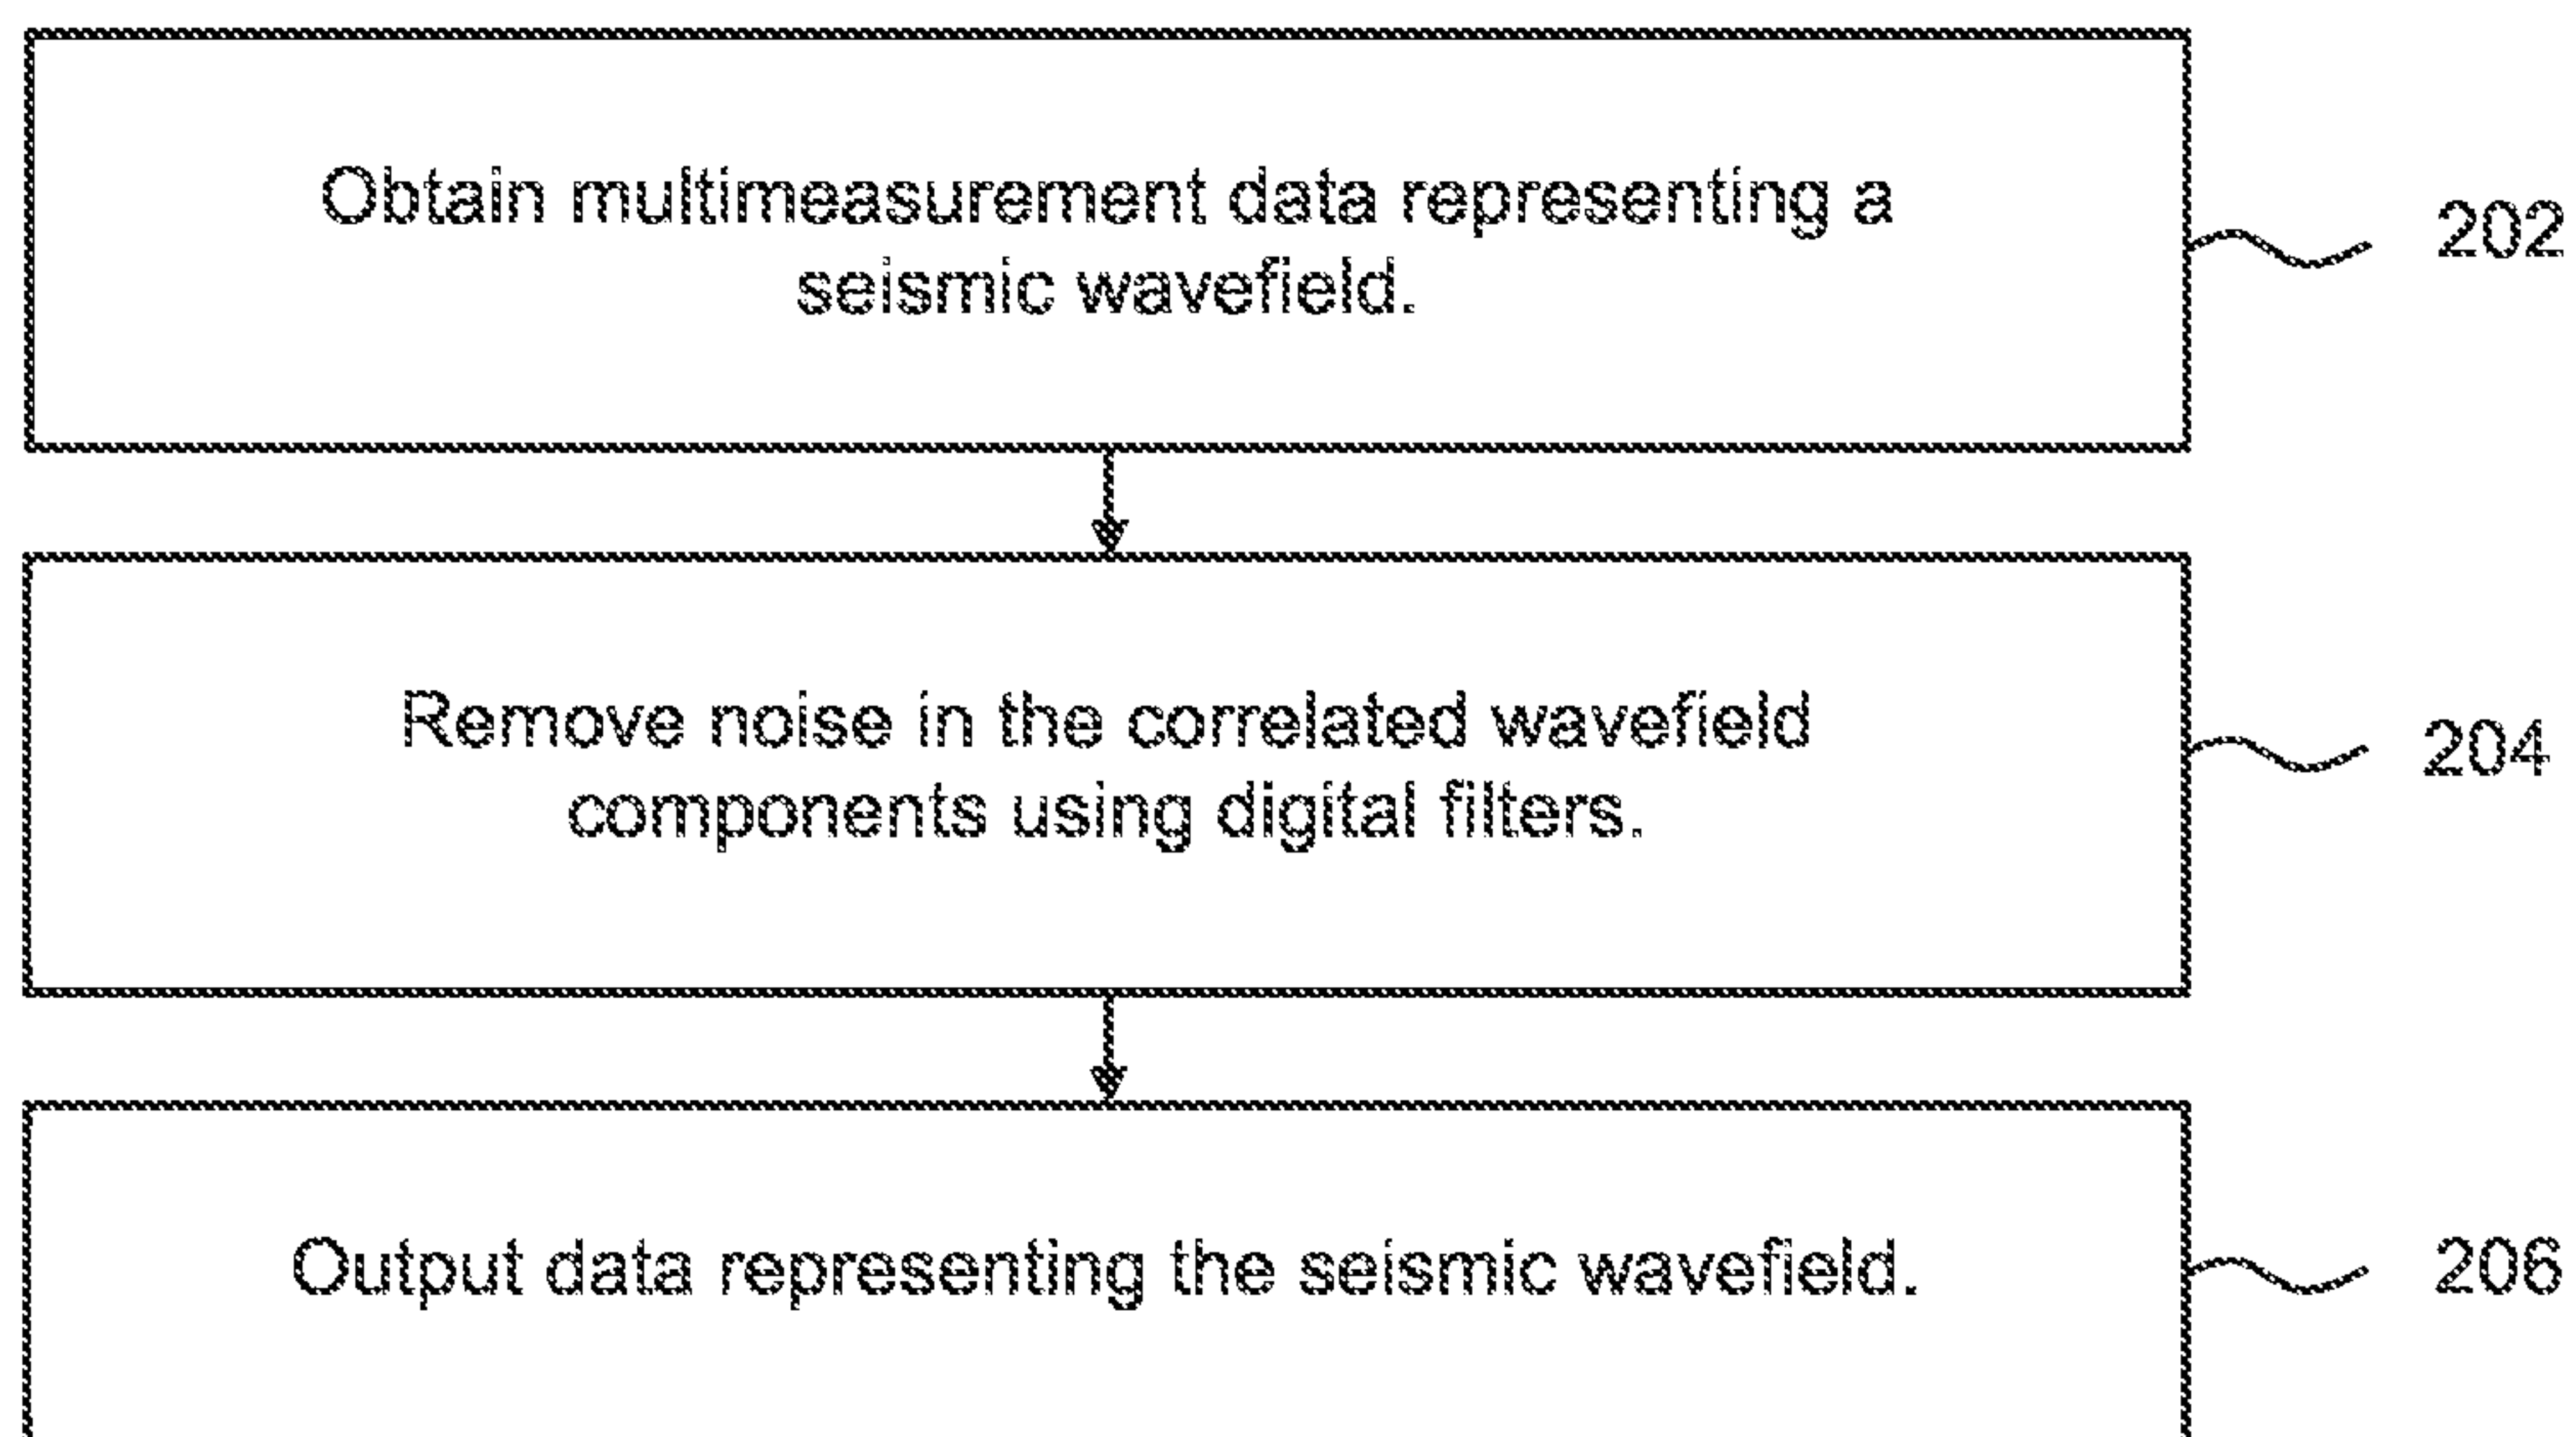 Obtain multimeasurement data representing a
seismic wavefield.
202
Remove noise in the correlated wavefield
components using digital filters.
204
Output data representing the seismic wavefield.
206